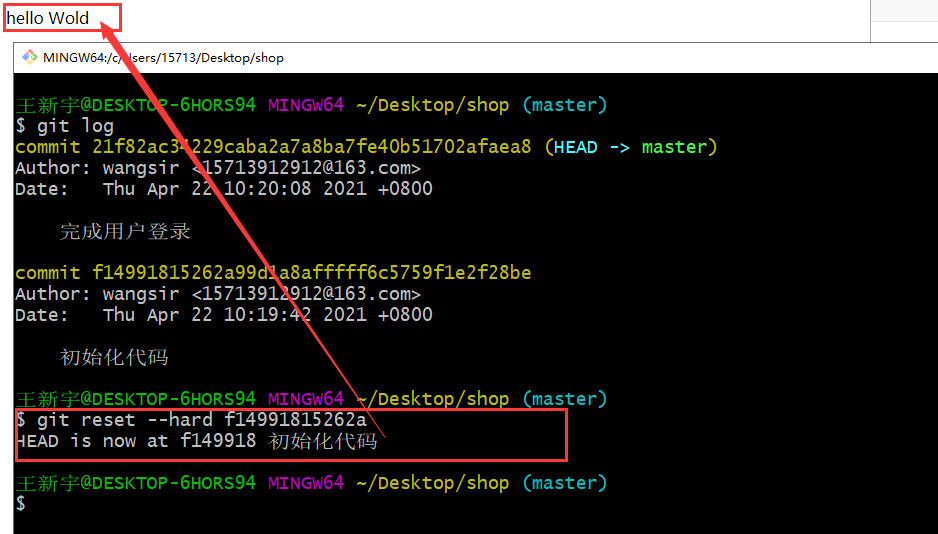 hello Wold
MINGW64:/c/Users/15713/Desktop/shop
王新宇@DESKTOP-6HORS94 MINGW64 ~/Desktop/shop (master)
$ git log
commit 21f82ac34229caba2a7a8ba7fe40b51702afaea8 (HEAD -> master)
Author: wangsir <15713912912@163.com>
Date:   Thu Apr 22 10:20:08 2021 +0800
完成用户登录
commit f14991815262a99d1a8afffff6c5759f1e2f28be
Author: wangsir <15713912912@163.com>
Date:   Thu Apr 22 10:19:42 2021 +0800
初始化代码
王新宇@DESKTOP-6HORS94 MINGW64 ~/Desktop/shop (master)
$ git reset --hard f14991815262a
HEAD is now at f149918 初始化代码
王新宇@DESKTOP-6HORS94 MINGW64 ~/Desktop/shop (master)
$